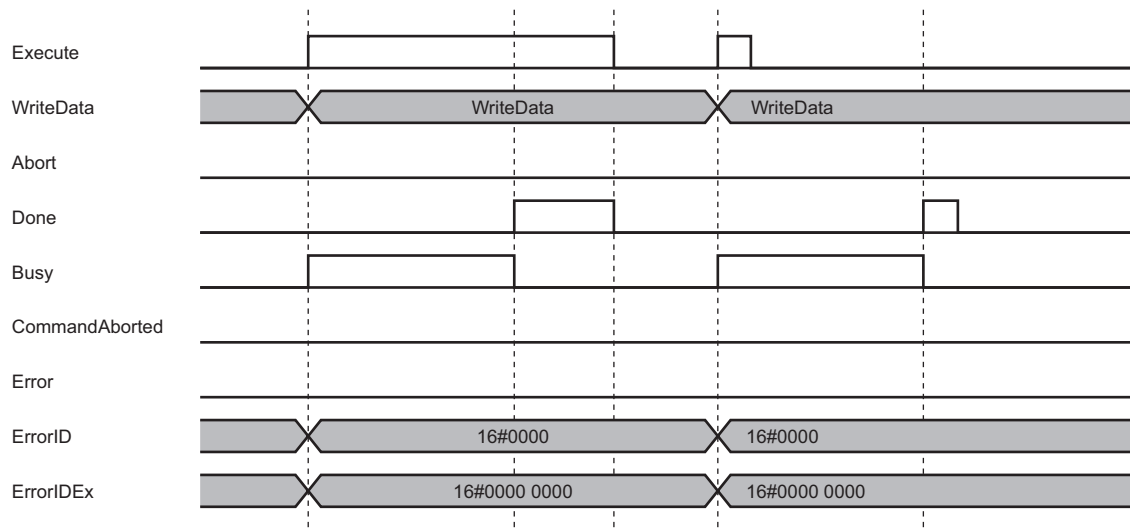 Execute
WriteData WriteData WriteData
Abort
Done
Busy
CommandAborted
Error
ErrorID 16#0000 16#0000
ErrorIDEx 16#0000 0000 16#0000 0000